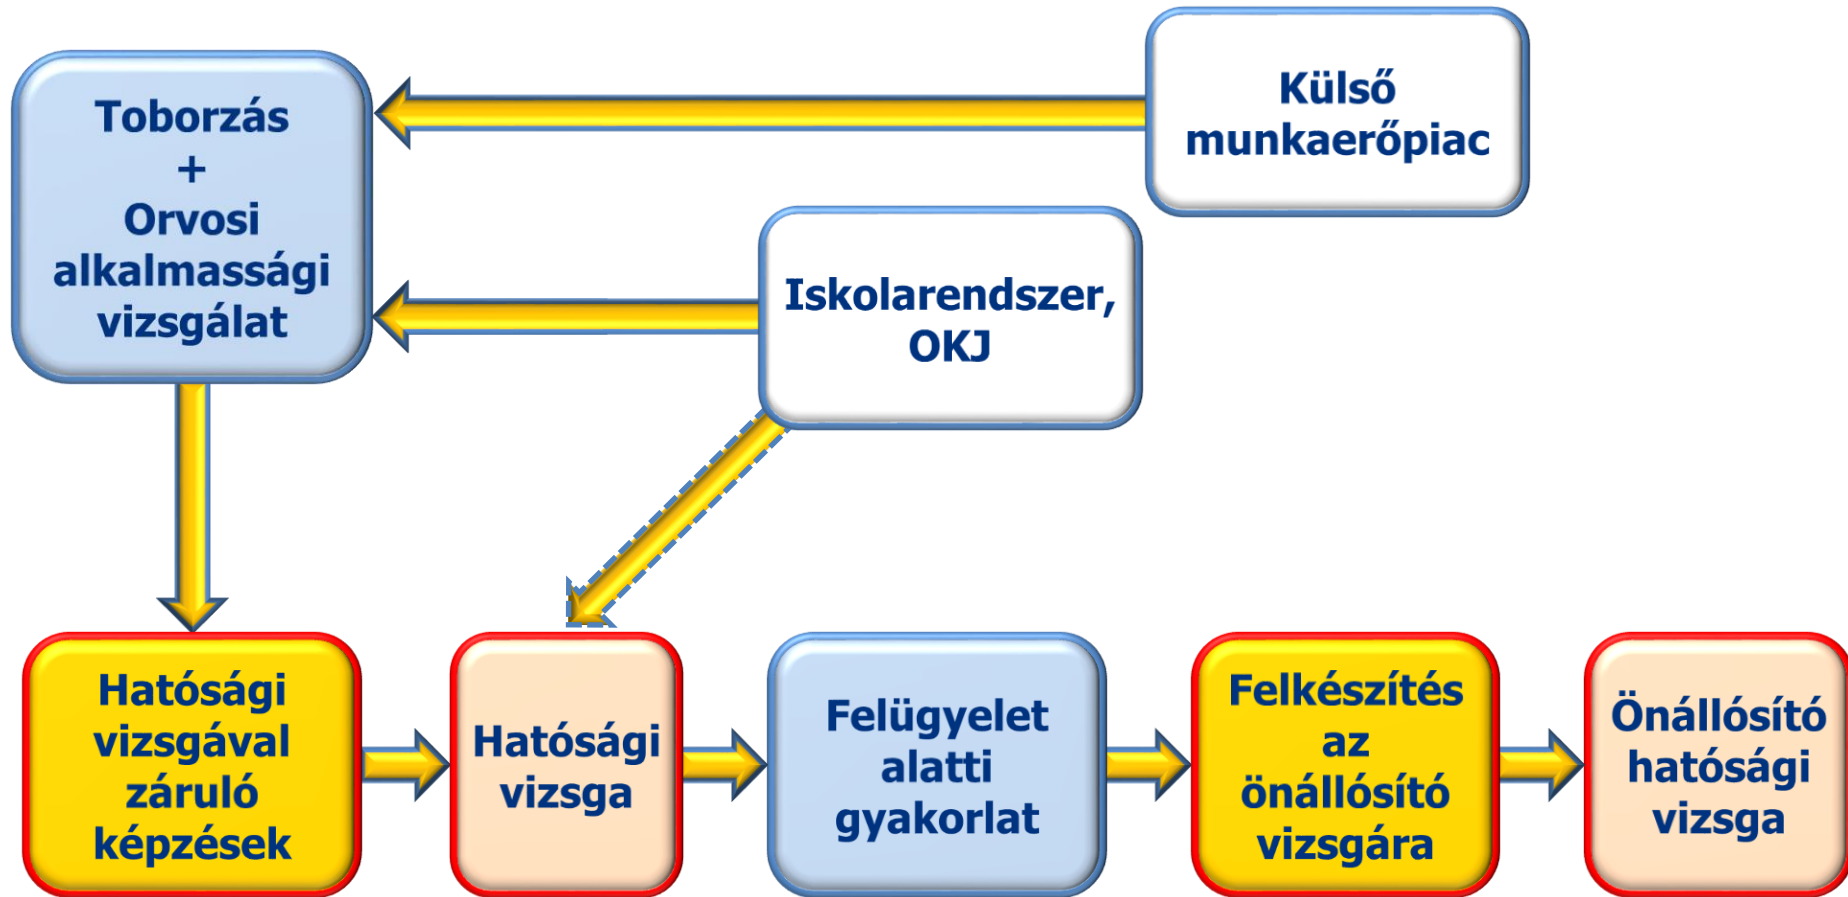 Toborzás
+
Orvosi
alkalmassági
vizsgálat
Külső
munkaerőpiac
Iskolarendszer,
OKJ
Hatósági
vizsgával
záruló
képzések
Hatósági
vizsga
Felügyelet
alatti
gyakorlat
Felkészítés
az
önállósító
vizsgára
Önállósító
hatósági
vizsga